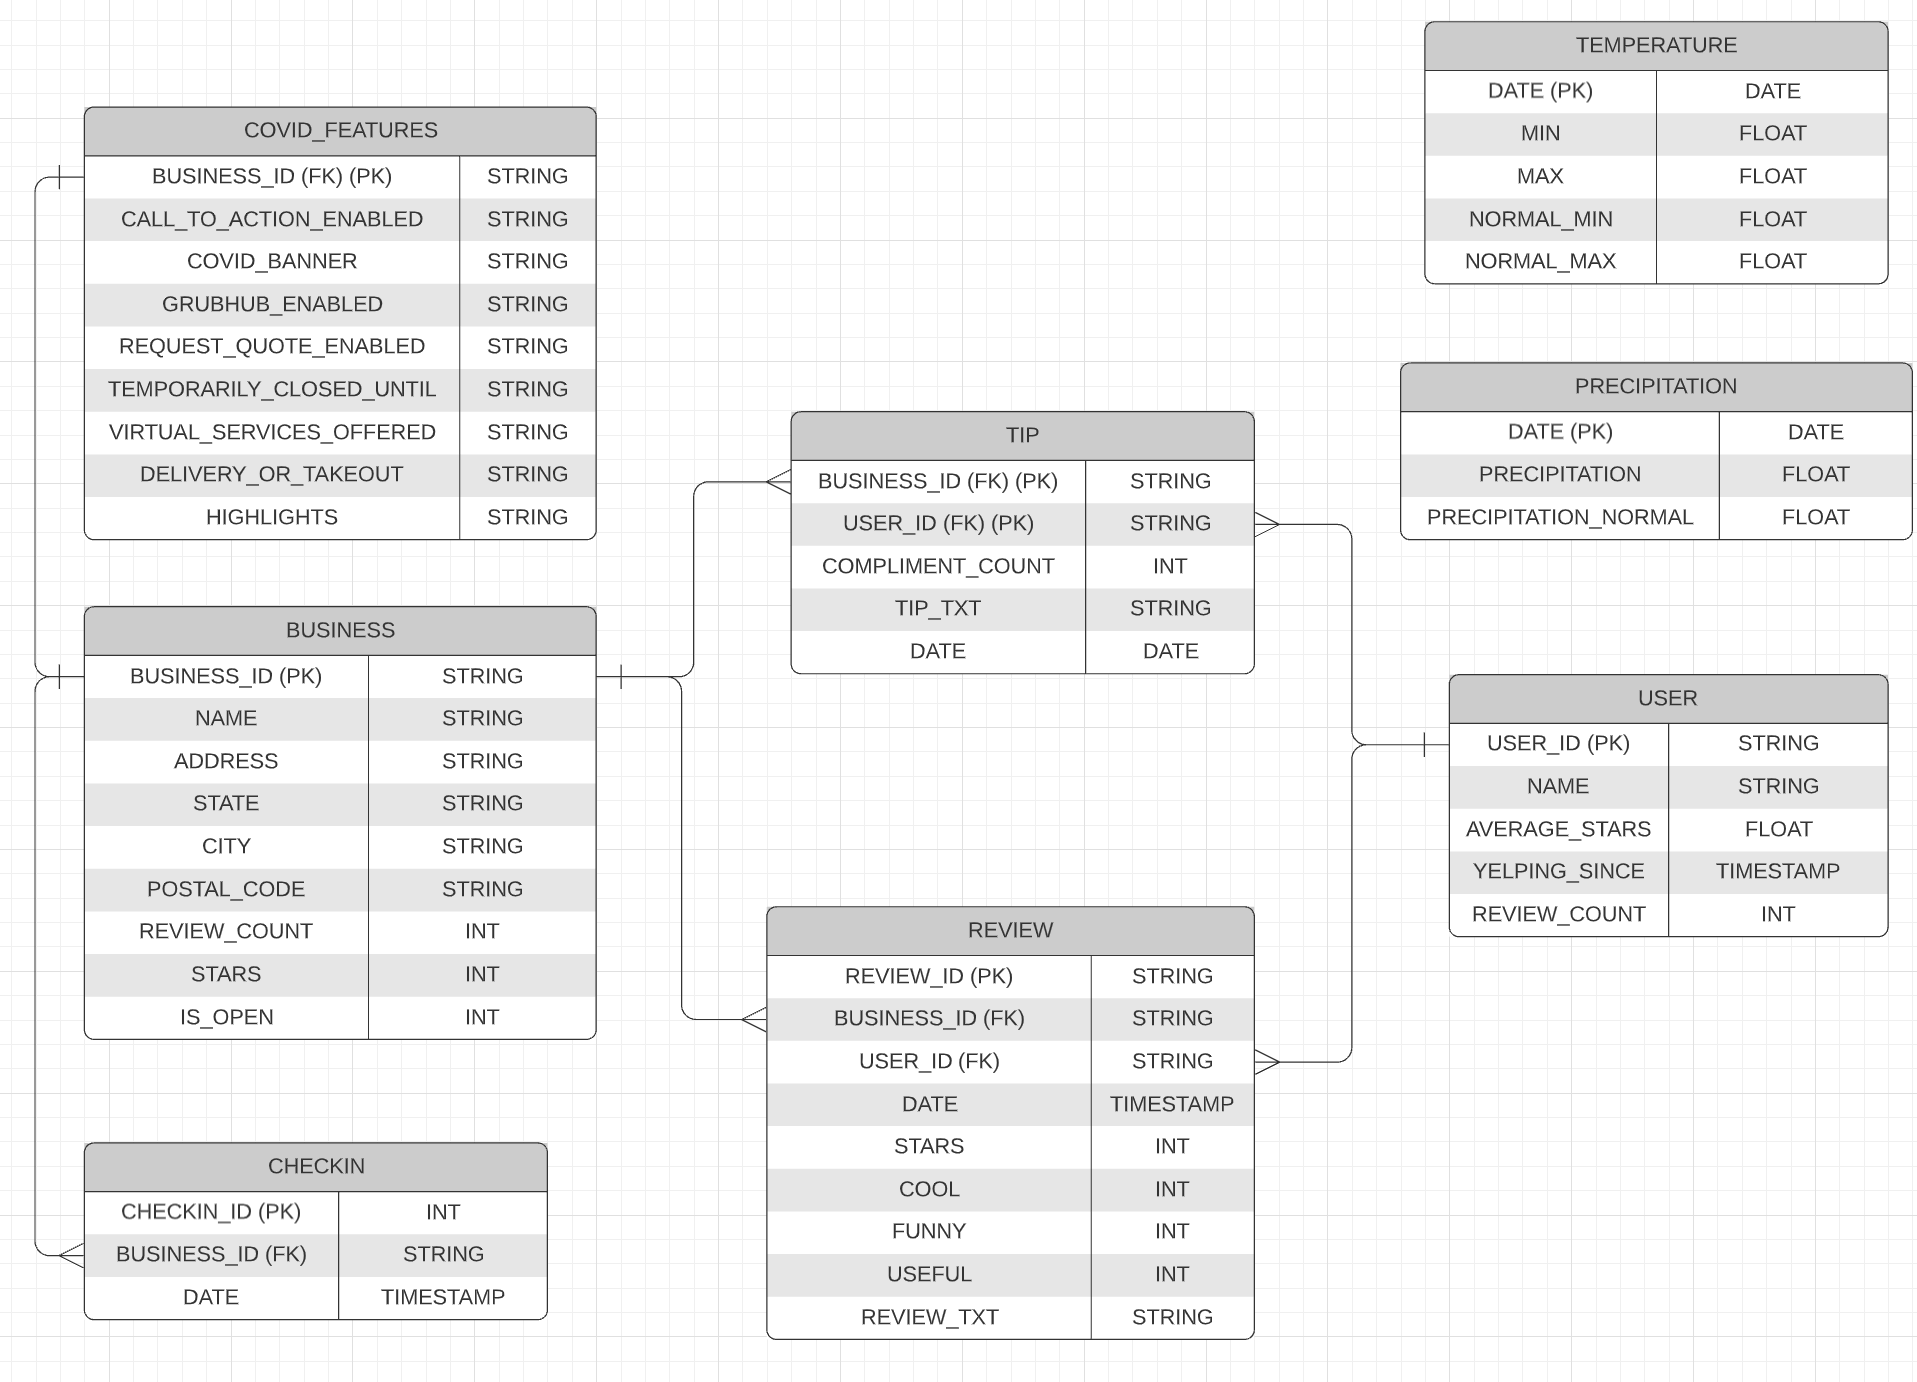 COVID_FEATURES
BUSINESS_ID (FK) (PK) STRING
CALL_TO_ACTION_ENABLED STRING
COVID_BANNER STRING
GRUBHUB_ENABLED STRING
REQUEST_QUOTE_ENABLED STRING
TEMPORARILY_CLOSED_UNTIL STRING
VIRTUAL_SERVICES_OFFERED STRING
DELIVERY_OR_TAKEOUT STRING
HIGHLIGHTS STRING
BUSINESS
BUSINESS_ID (PK) STRING
NAME STRING
ADDRESS STRING
STATE STRING
CITY STRING
POSTAL_CODE STRING
REVIEW_COUNT INT
STARS INT
IS_OPEN INT
CHECKIN
CHECKIN_ID (PK) INT
BUSINESS_ID (FK) STRING
DATE TIMESTAMP
TIP
BUSINESS_ID (FK) (PK) STRING
USER_ID (FK) (PK) STRING
COMPLIMENT_COUNT INT
TIP_TXT STRING
DATE DATE
REVIEW
REVIEW_ID (PK) STRING
BUSINESS_ID (FK) STRING
USER_ID (FK) STRING
DATE TIMESTAMP
STARS INT
COOL INT
FUNNY INT
USEFUL INT
REVIEW_TXT STRING
TEMPERATURE
DATE (PK) DATE
MIN FLOAT
MAX FLOAT
NORMAL_MIN FLOAT
NORMAL_MAX FLOAT
PRECIPITATION
DATE (PK) DATE
PRECIPITATION FLOAT
PRECIPITATION_NORMAL FLOAT
USER
USER_ID (PK) STRING
NAME STRING
AVERAGE_STARS FLOAT
YELPING_SINCE TIMESTAMP
REVIEW_COUNT INT